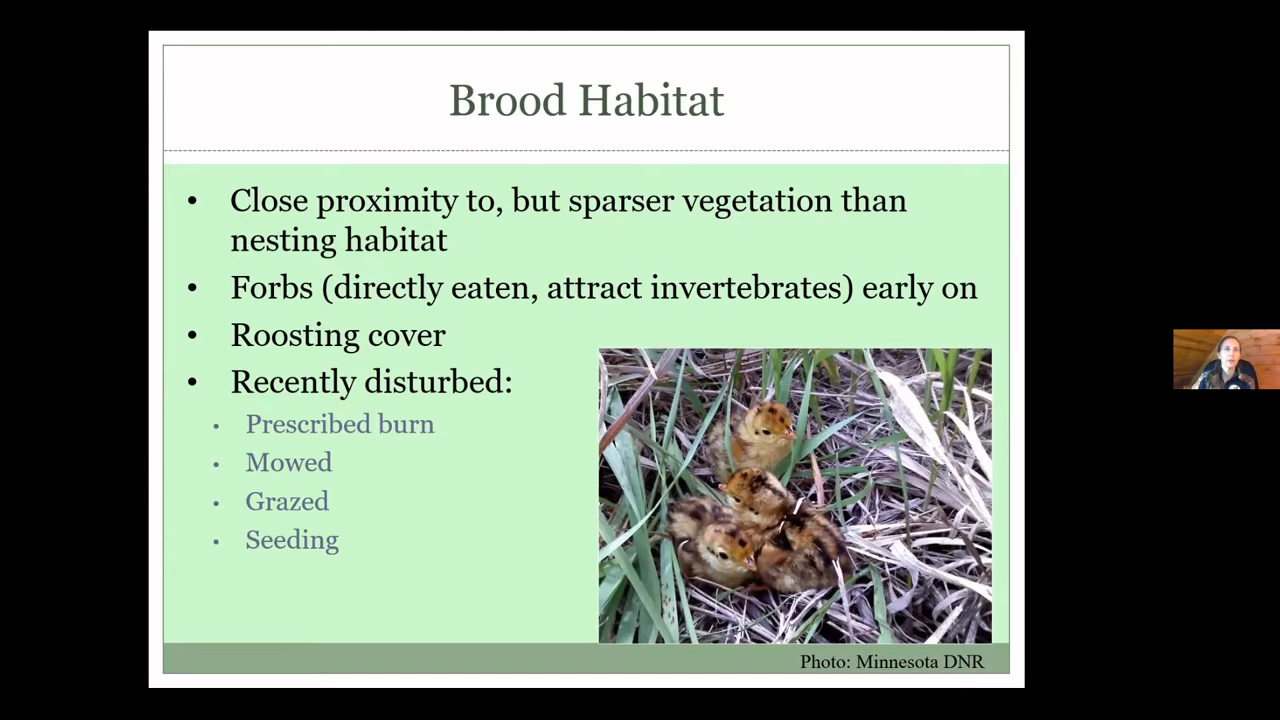 Brood Habitat
• Close proximity to, but sparser vegetation than
nesting habitat
• Forbs (directly eaten, attract invertebrates) early on
• Roosting cover
• Recently disturbed:
• Prescribed burn
• Mowed
• Grazed
• Seeding
Photo: Minnesota DNR